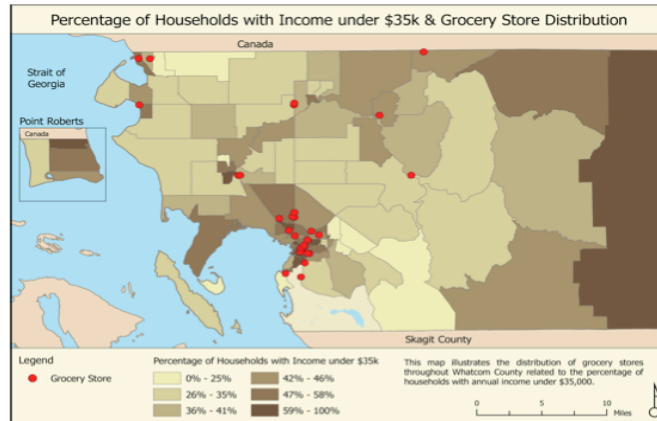 Percentage of Households with Income under $35k & Grocery Store Distribution
Canada
Strait of
Georgia
Point Roberts
Canada
Skagit County
Legend
Grocery Store
Percentage of Households with Income under $35k
0% - 25%
26% - 35%
36% - 41%
42% - 46%
47% - 58%
59% - 100%
This map illustrates the distribution of grocery stores
throughout Whatcom County related to the percentage of
households with annual income under $35,000.
0 5 10
Miles